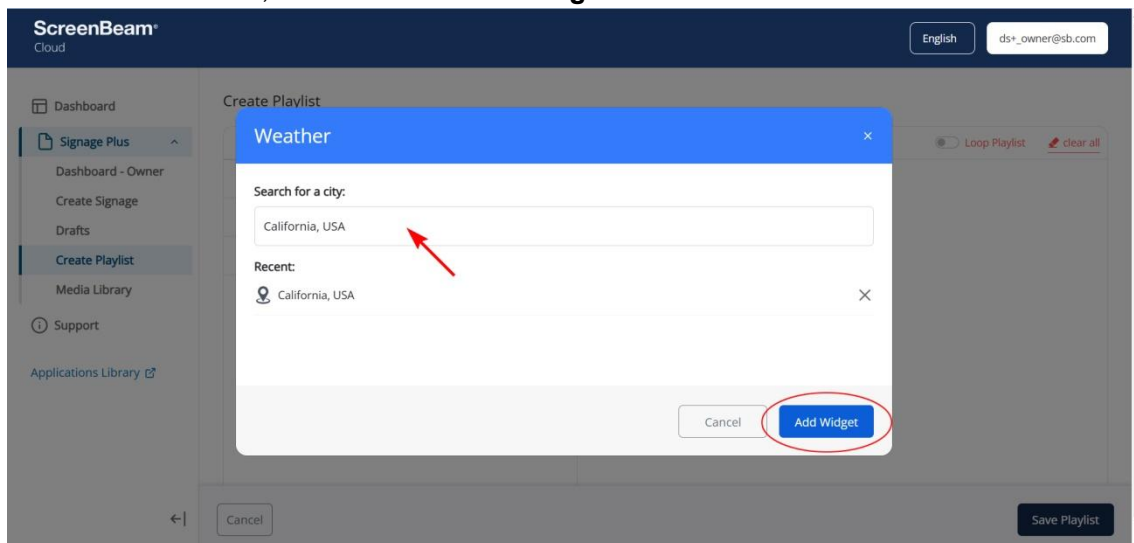 ScreenBeam®
Cloud
English
ds+_owner@sb.com
Dashboard
Create Playlist
Signage Plus
Weather
Loop Playlist
clear all
Dashboard - Owner
Search for a city:
Create Signage
California, USA
Drafts
Create Playlist
Recent:
Media Library
California, USA
Support
Applications Library
Cancel
Add Widget
Cancel
Save Playlist